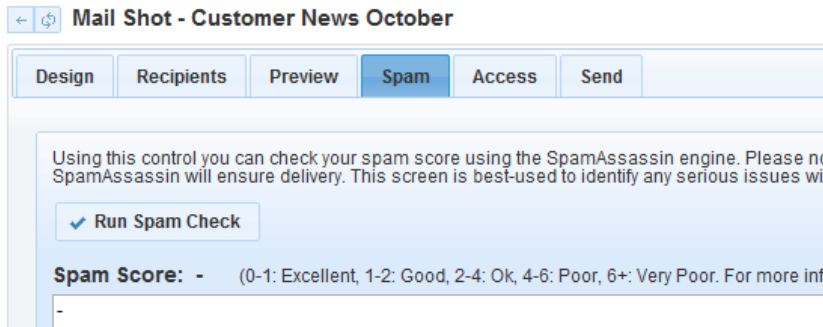 Mail Shot - Customer News October
Design Recipients Preview Spam Access Send
Using this control you can check your spam score using the SpamAssassin engine. Please
SpamAssassin will ensure delivery. This screen is best-used to identify any serious issues
Run Spam Check
Spam Score: - (0-1: Excellent, 1-2: Good, 2-4: Ok, 4-6: Poor, 6+: Very Poor. For more
-